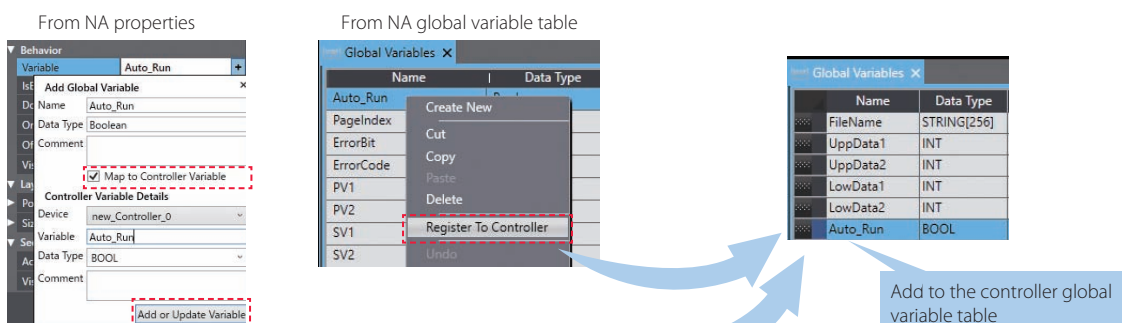 From NA properties
Behavior
Variable Auto_Run +
Add Global Variable ×
Name Auto_Run
Data Type Boolean
Comment
Map to Controller Variable
Controller Variable Details
Device new_Controller_0
Variable Auto_Run
Data Type BOOL
Comment
Add or Update Variable
From NA global variable table
Global Variables X
Name Data Type
Auto_Run
PageIndex
ErrorBit
ErrorCode
PV1
PV2
SV1
SV2
Create New
Cut
Copy
Paste
Delete
Register To Controller
Undo
Global Variables X
Name Data Type
FileName STRING[256]
UppData1 INT
UppData2 INT
LowData1 INT
LowData2 INT
Auto_Run BOOL
Add to the controller global
variable table